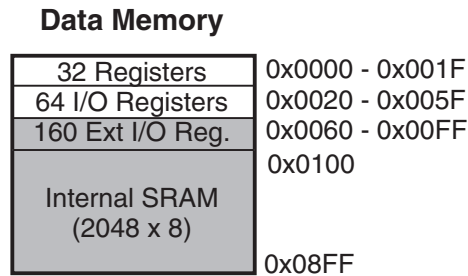 Data Memory
32 Registers 0x0000 - 0x001F
64 I/O Registers 0x0020 - 0x005F
160 Ext I/O Reg. 0x0060 - 0x00FF
0x0100
Internal SRAM
(2048 x 8)
0x08FF